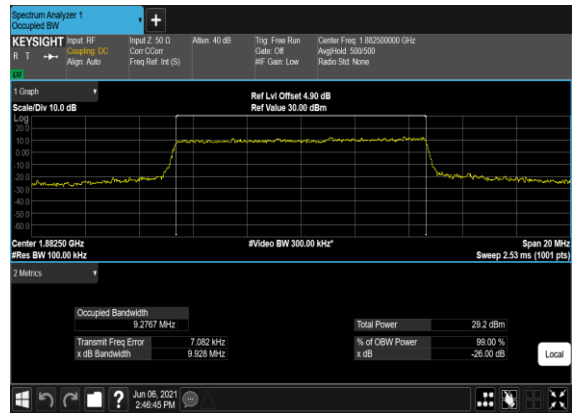 Spectrum Analyzer 1
Occupied BW
KEYSIGHT Input: RF Input Z: 50 Ω Atten: 40 dB Trig: Free Run Center Freq: 1.882500000 GHz
R T Coupling: DC Corr CCorr Gate: Off Avg|Hold: 500/500
Align: Auto Freq Ref: Int (S) #IF Gain: Low Radio Std: None
1 Graph
Ref Lvl Offset 4.90 dB
Scale/Div 10.0 dB Ref Value 30.00 dBm
Log
20.0
10.0
0.00
-10.0
-20.0
-30.0
-40.0
-50.0
-60.0
Center 1.88250 GHz #Video BW 300.00 kHz* Span 20 MHz
#Res BW 100.00 kHz Sweep 2.53 ms (1001 pts)
2 Metrics
Occupied Bandwidth
9.2767 MHz Total Power 29.2 dBm
Transmit Freq Error 7.082 kHz % of OBW Power 99.00 %
x dB Bandwidth 9.928 MHz x dB -26.00 dB
Local
Jun 06, 2021
2:46:45 PM